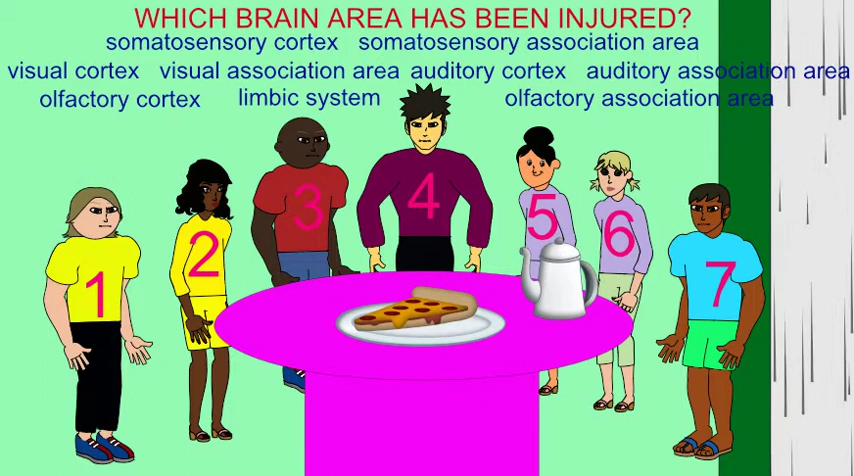 WHICH BRAIN AREA HAS BEEN INJURED?
somatosensory cortex somatosensory association area
visual cortex visual association area auditory cortex auditory association area
olfactory cortex limbic system olfactory association area
1
2
3
4
5
6
7